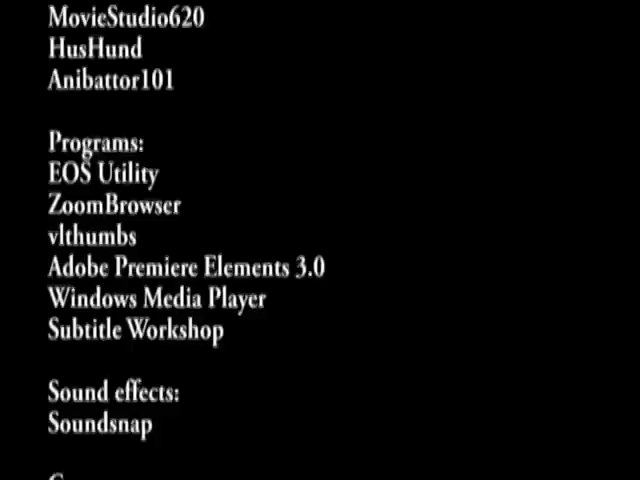 MovieStudio620
HusHund
Anibattor101
Programs:
EOS Utility
ZoomBrowser
vlthumbs
Adobe Premiere Elements 3.0
Windows Media Player
Subtitle Workshop
Sound effects:
Soundsnap